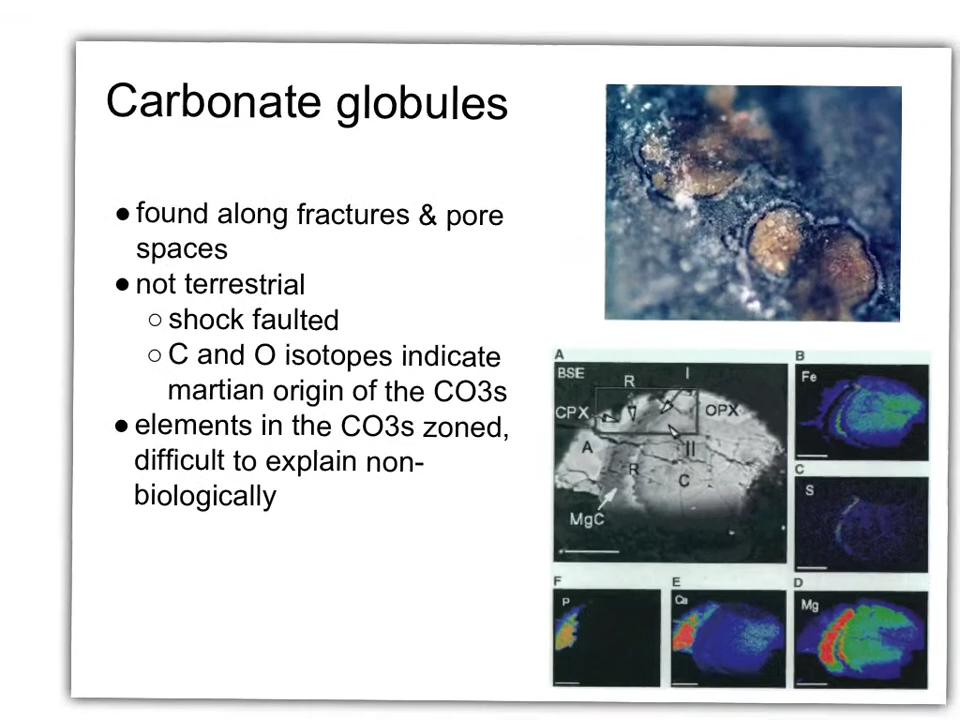 Carbonate globules
● found along fractures & pore
spaces
● not terrestrial
○ shock faulted
○ C and O isotopes indicate
martian origin of the CO3s
● elements in the CO3s zoned,
difficult to explain non-
biologically
A
BSE
R
I
CPX
OPX
A
II
R
C
MgC
B
Fe
C
S
F
P
E
Ca
D
Mg